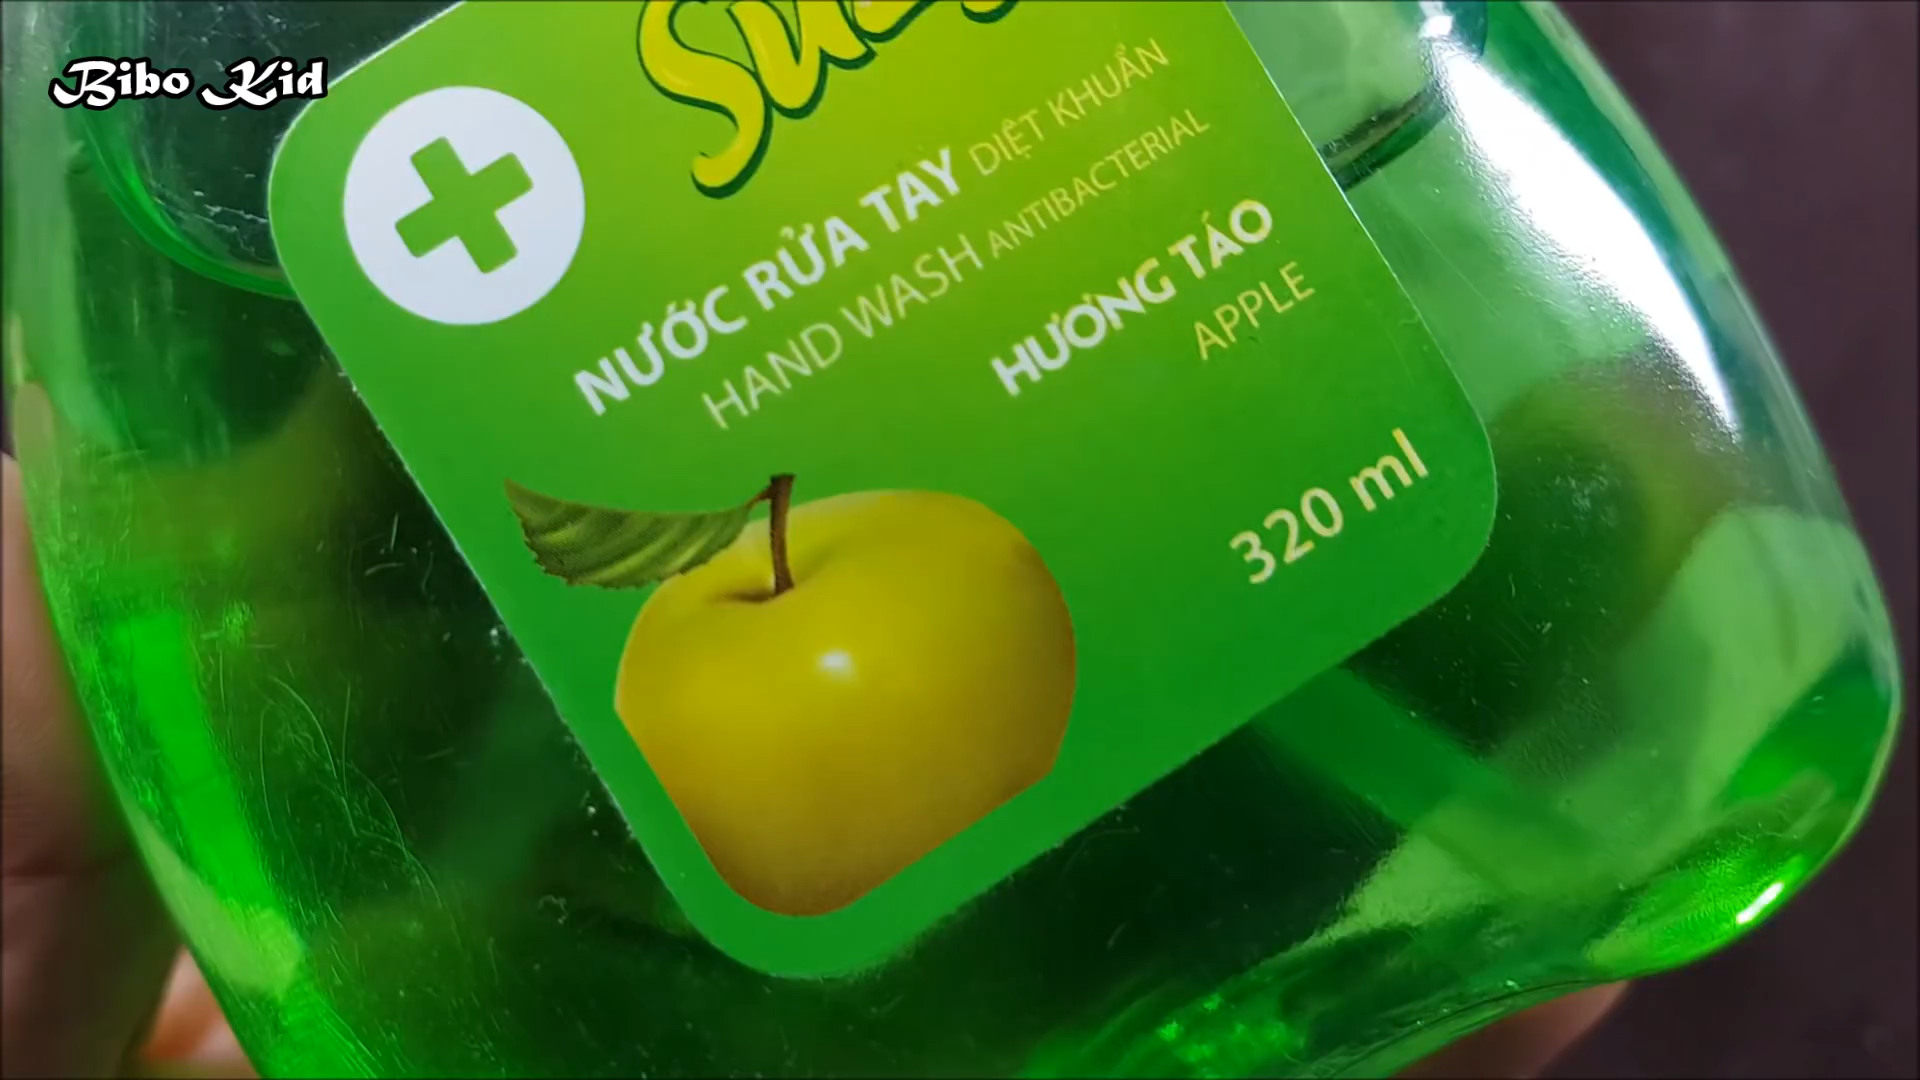 Bibo Kid
NƯỚC RỬA TAY DIỆT KHUẨN
HAND WASH ANTIBACTERIAL
HƯƠNG TÁO
APPLE
320 ml